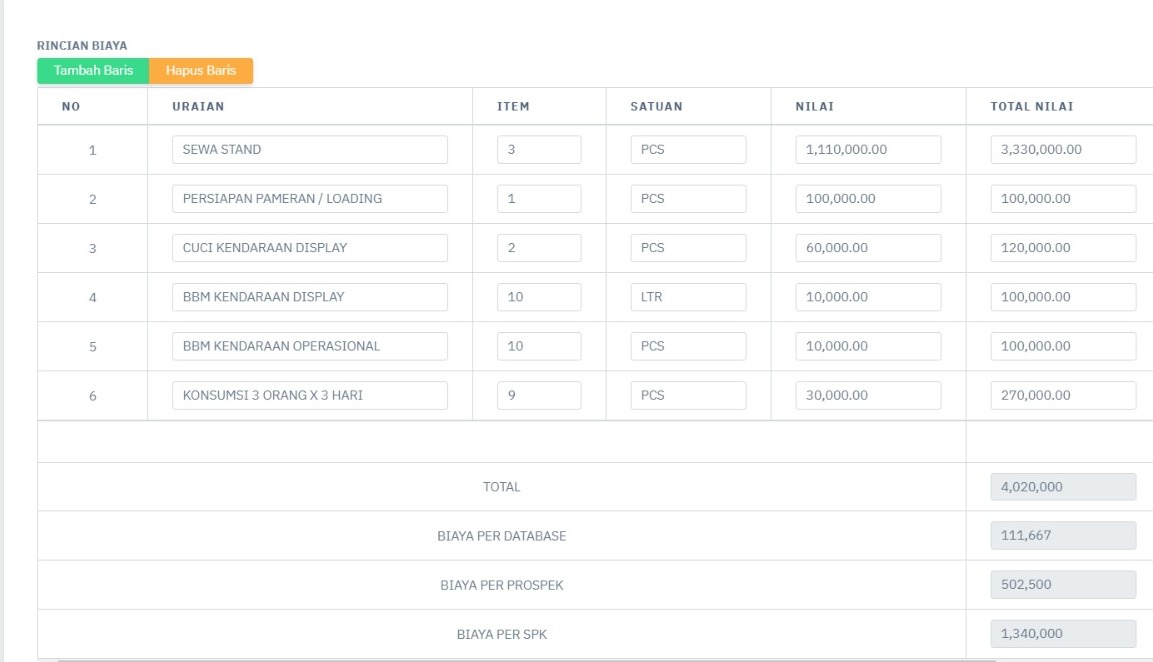 RINCIAN BIAYA
Tambah Baris Hapus Baris
NO URAIAN ITEM SATUAN NILAI TOTAL NILAI
1 SEWA STAND 3 PCS 1,110,000.00 3,330,000.00
2 PERSIAPAN PAMERAN / LOADING 1 PCS 100,000.00 100,000.00
3 CUCI KENDARAAN DISPLAY 2 PCS 60,000.00 120,000.00
4 BBM KENDARAAN DISPLAY 10 LTR 10,000.00 100,000.00
5 BBM KENDARAAN OPERASIONAL 10 PCS 10,000.00 100,000.00
6 KONSUMSI 3 ORANG X 3 HARI 9 PCS 30,000.00 270,000.00
TOTAL 4,020,000
BIAYA PER DATABASE 111,667
BIAYA PER PROSPEK 502,500
BIAYA PER SPK 1,340,000